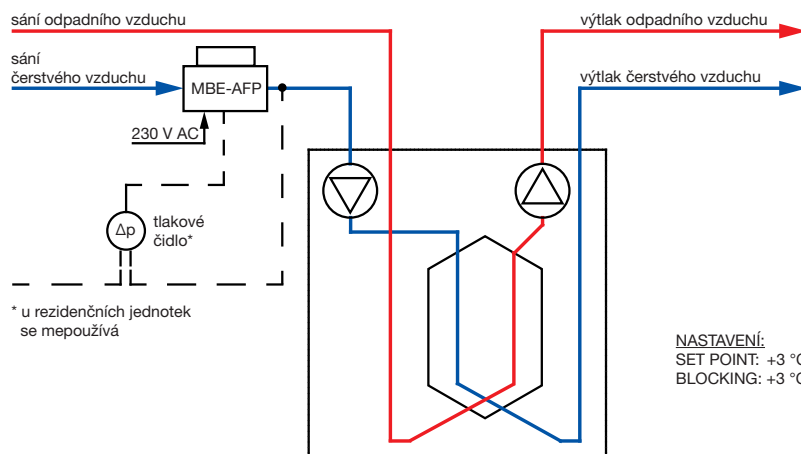 sání odpadního vzduchu
výtlak odpadního vzduchu
sání
čerstvého vzduchu
výtlak čerstvého vzduchu
MBE-AFP
230 V AC
Δp
tlakové
čidlo*
* u rezidenčních jednotek
se mepoužívá
NASTAVENÍ:
SET POINT: +3 °C
BLOCKING: +3 °C